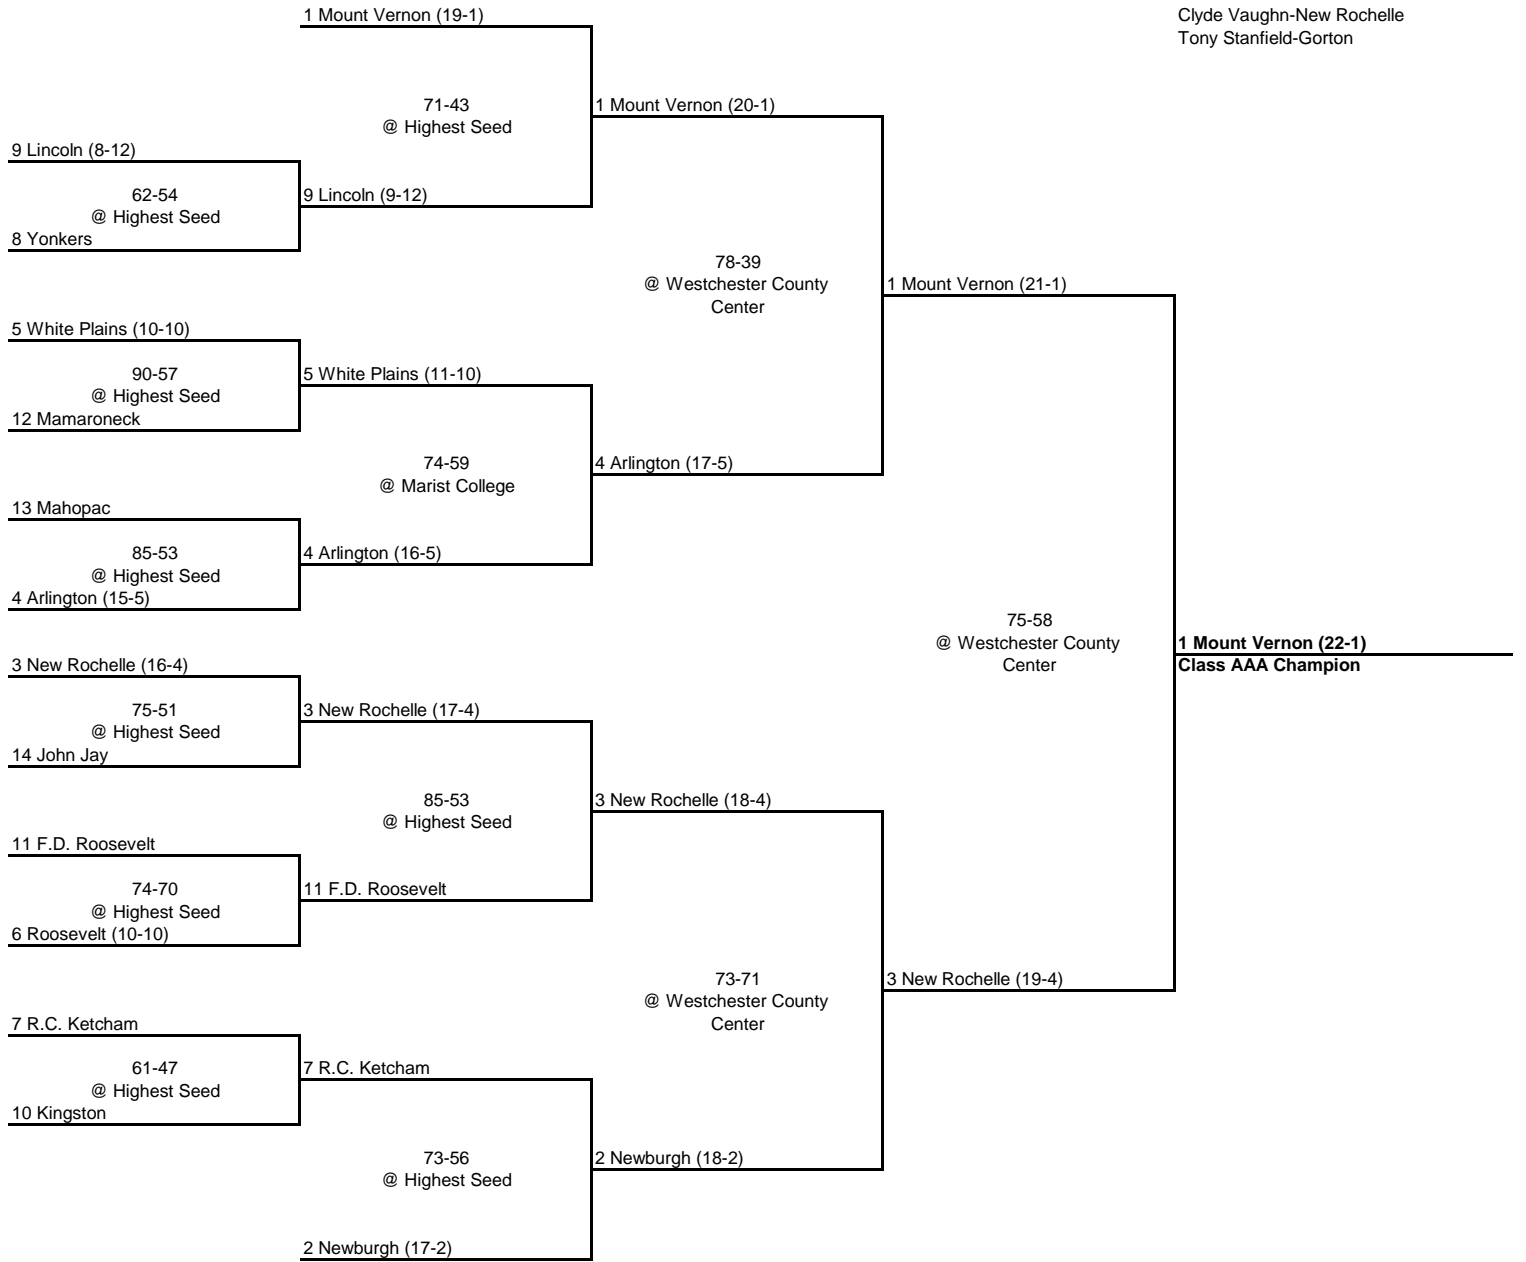 1 Mount Vernon (19-1)
Clyde Vaughn-New Rochelle
Tony Stanfield-Gorton
71-43
@ Highest Seed
1 Mount Vernon (20-1)
9 Lincoln (8-12)
62-54
@ Highest Seed
9 Lincoln (9-12)
8 Yonkers
78-39
@ Westchester County
Center
1 Mount Vernon (21-1)
5 White Plains (10-10)
90-57
@ Highest Seed
5 White Plains (11-10)
12 Mamaroneck
74-59
@ Marist College
4 Arlington (17-5)
13 Mahopac
85-53
@ Highest Seed
4 Arlington (16-5)
4 Arlington (15-5)
75-58
@ Westchester County
Center
1 Mount Vernon (22-1)
Class AAA Champion
3 New Rochelle (16-4)
75-51
@ Highest Seed
3 New Rochelle (17-4)
14 John Jay
85-53
@ Highest Seed
3 New Rochelle (18-4)
11 F.D. Roosevelt
74-70
@ Highest Seed
11 F.D. Roosevelt
6 Roosevelt (10-10)
73-71
@ Westchester County
Center
3 New Rochelle (19-4)
7 R.C. Ketcham
61-47
@ Highest Seed
7 R.C. Ketcham
10 Kingston
73-56
@ Highest Seed
2 Newburgh (18-2)
2 Newburgh (17-2)